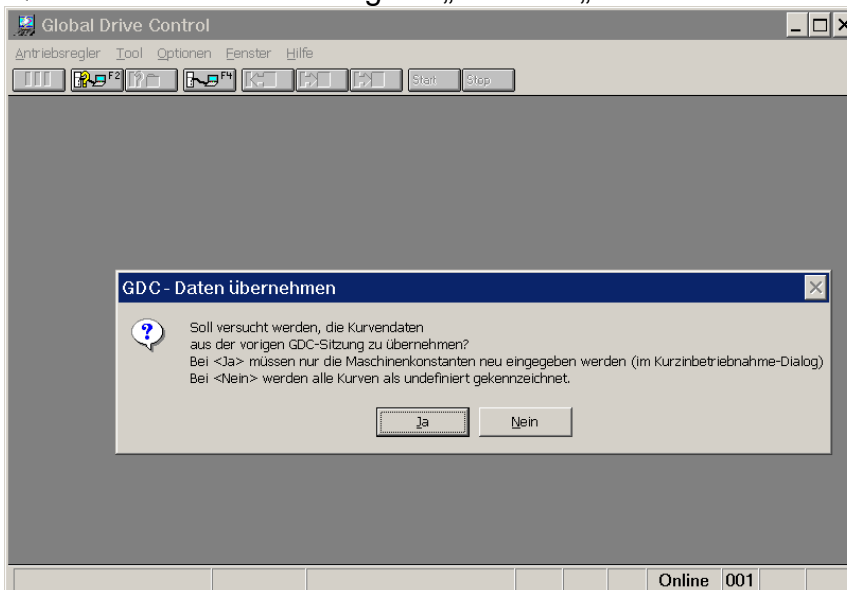 Global Drive Control
Antriebsregler Tool Optionen Fenster Hilfe
F2 F4 Start Stop
GDC - Daten übernehmen
Soll versucht werden, die Kurvendaten
aus der vorigen GDC-Sitzung zu übernehmen?
Bei <Ja> müssen nur die Maschinenkonstanten neu eingegeben werden (im Kurzinbetriebnahme-Dialog)
Bei <Nein> werden alle Kurven als undefiniert gekennzeichnet.
Ja Nein
Online 001